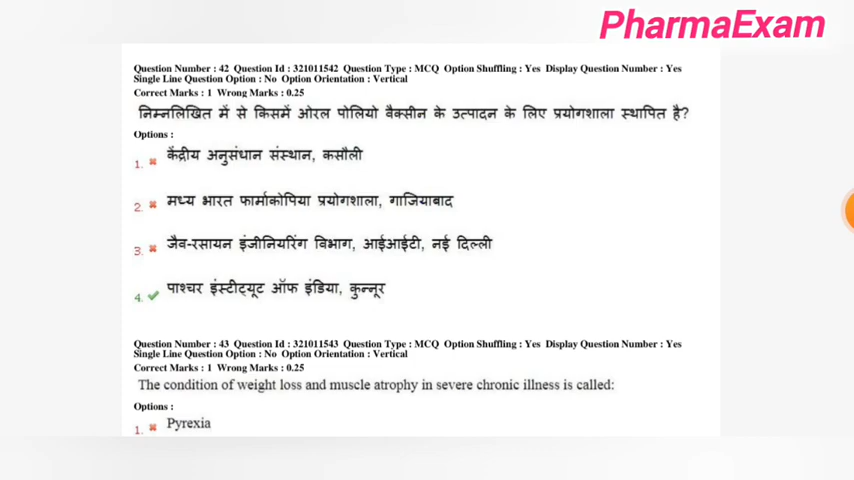 PharmaExam
Question Number : 42 Question Id : 321011542 Question Type : MCQ Option Shuffling : Yes Display Question Number : Yes
Single Line Question Option : No Option Orientation : Vertical
Correct Marks : 1 Wrong Marks : 0.25
निम्नलिखित में से किसमें ओरल पोलियो वैक्सीन के उत्पादन के लिए प्रयोगशाला स्थापित है?
Options :
1. केंद्रीय अनुसंधान संस्थान, कसौली
2. मध्य भारत फार्माकोपिया प्रयोगशाला, गाजियाबाद
3. जैव-रसायन इंजीनियरिंग विभाग, आईआईटी, नई दिल्ली
4. पाश्चर इंस्टीट्यूट ऑफ इंडिया, कुन्नूर
Question Number : 43 Question Id : 321011543 Question Type : MCQ Option Shuffling : Yes Display Question Number : Yes
Single Line Question Option : No Option Orientation : Vertical
Correct Marks : 1 Wrong Marks : 0.25
The condition of weight loss and muscle atrophy in severe chronic illness is called:
Options :
1. Pyrexia